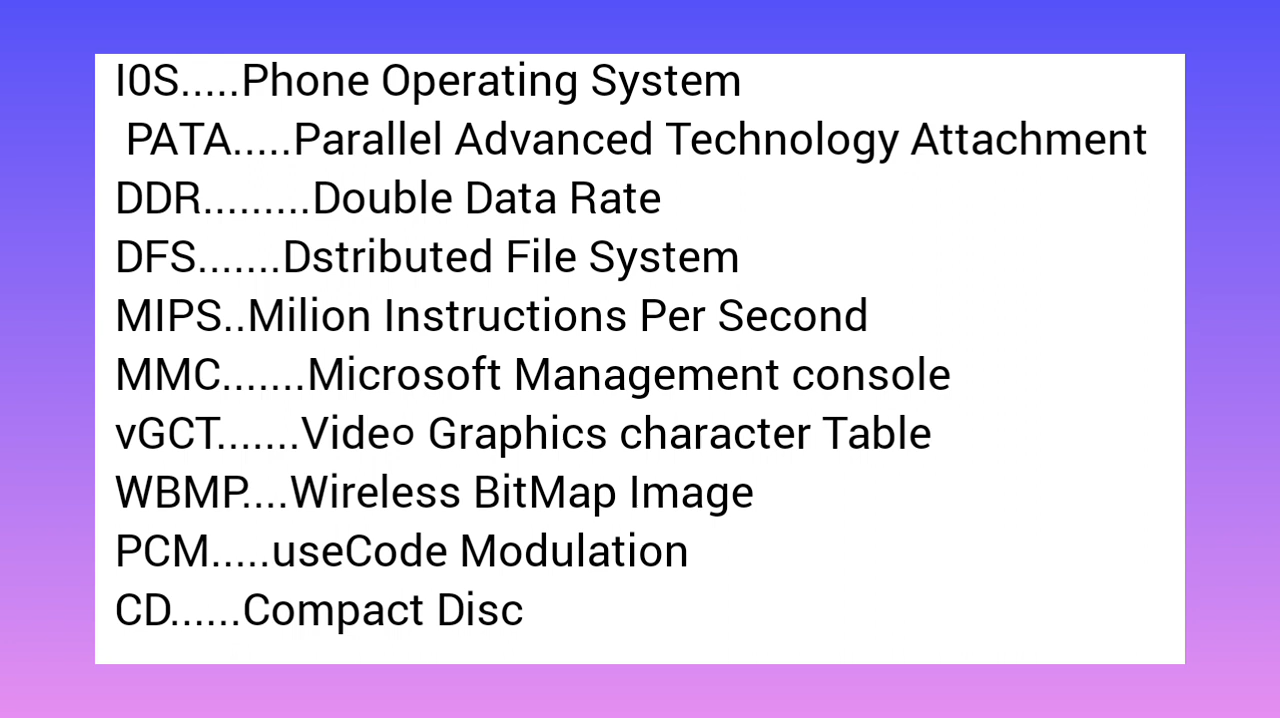 I0S.....Phone Operating System
PATA.....Parallel Advanced Technology Attachment
DDR.........Double Data Rate
DFS.......Dstributed File System
MIPS..Milion Instructions Per Second
MMC.......Microsoft Management console
vGCT.......Video Graphics character Table
WBMP....Wireless BitMap Image
PCM.....useCode Modulation
CD......Compact Disc